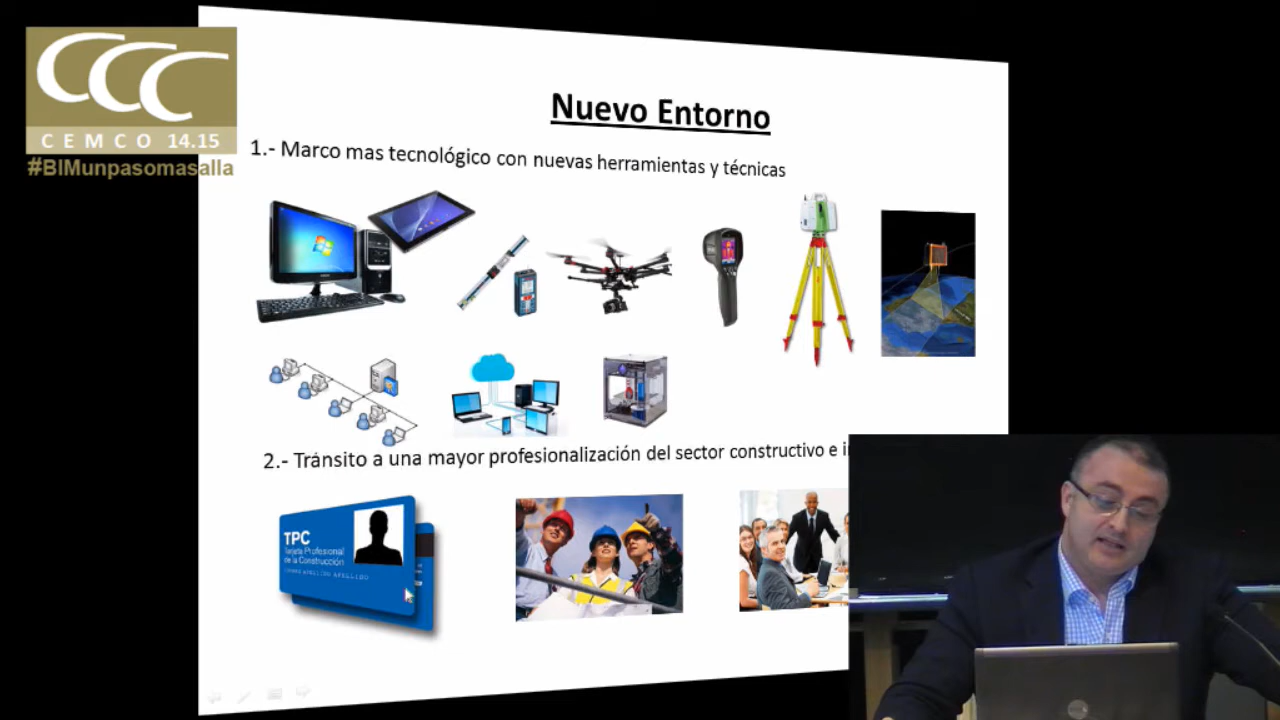 CEMCO 14.15
#BIMunpasomasalla
Nuevo Entorno
1.- Marco mas tecnológico con nuevas herramientas y técnicas
2.- Tránsito a una mayor profesionalización del sector constructivo e i
TPC
Tarjeta Profesional
de la Construcción
NOMBRE APELLIDO APELLIDO